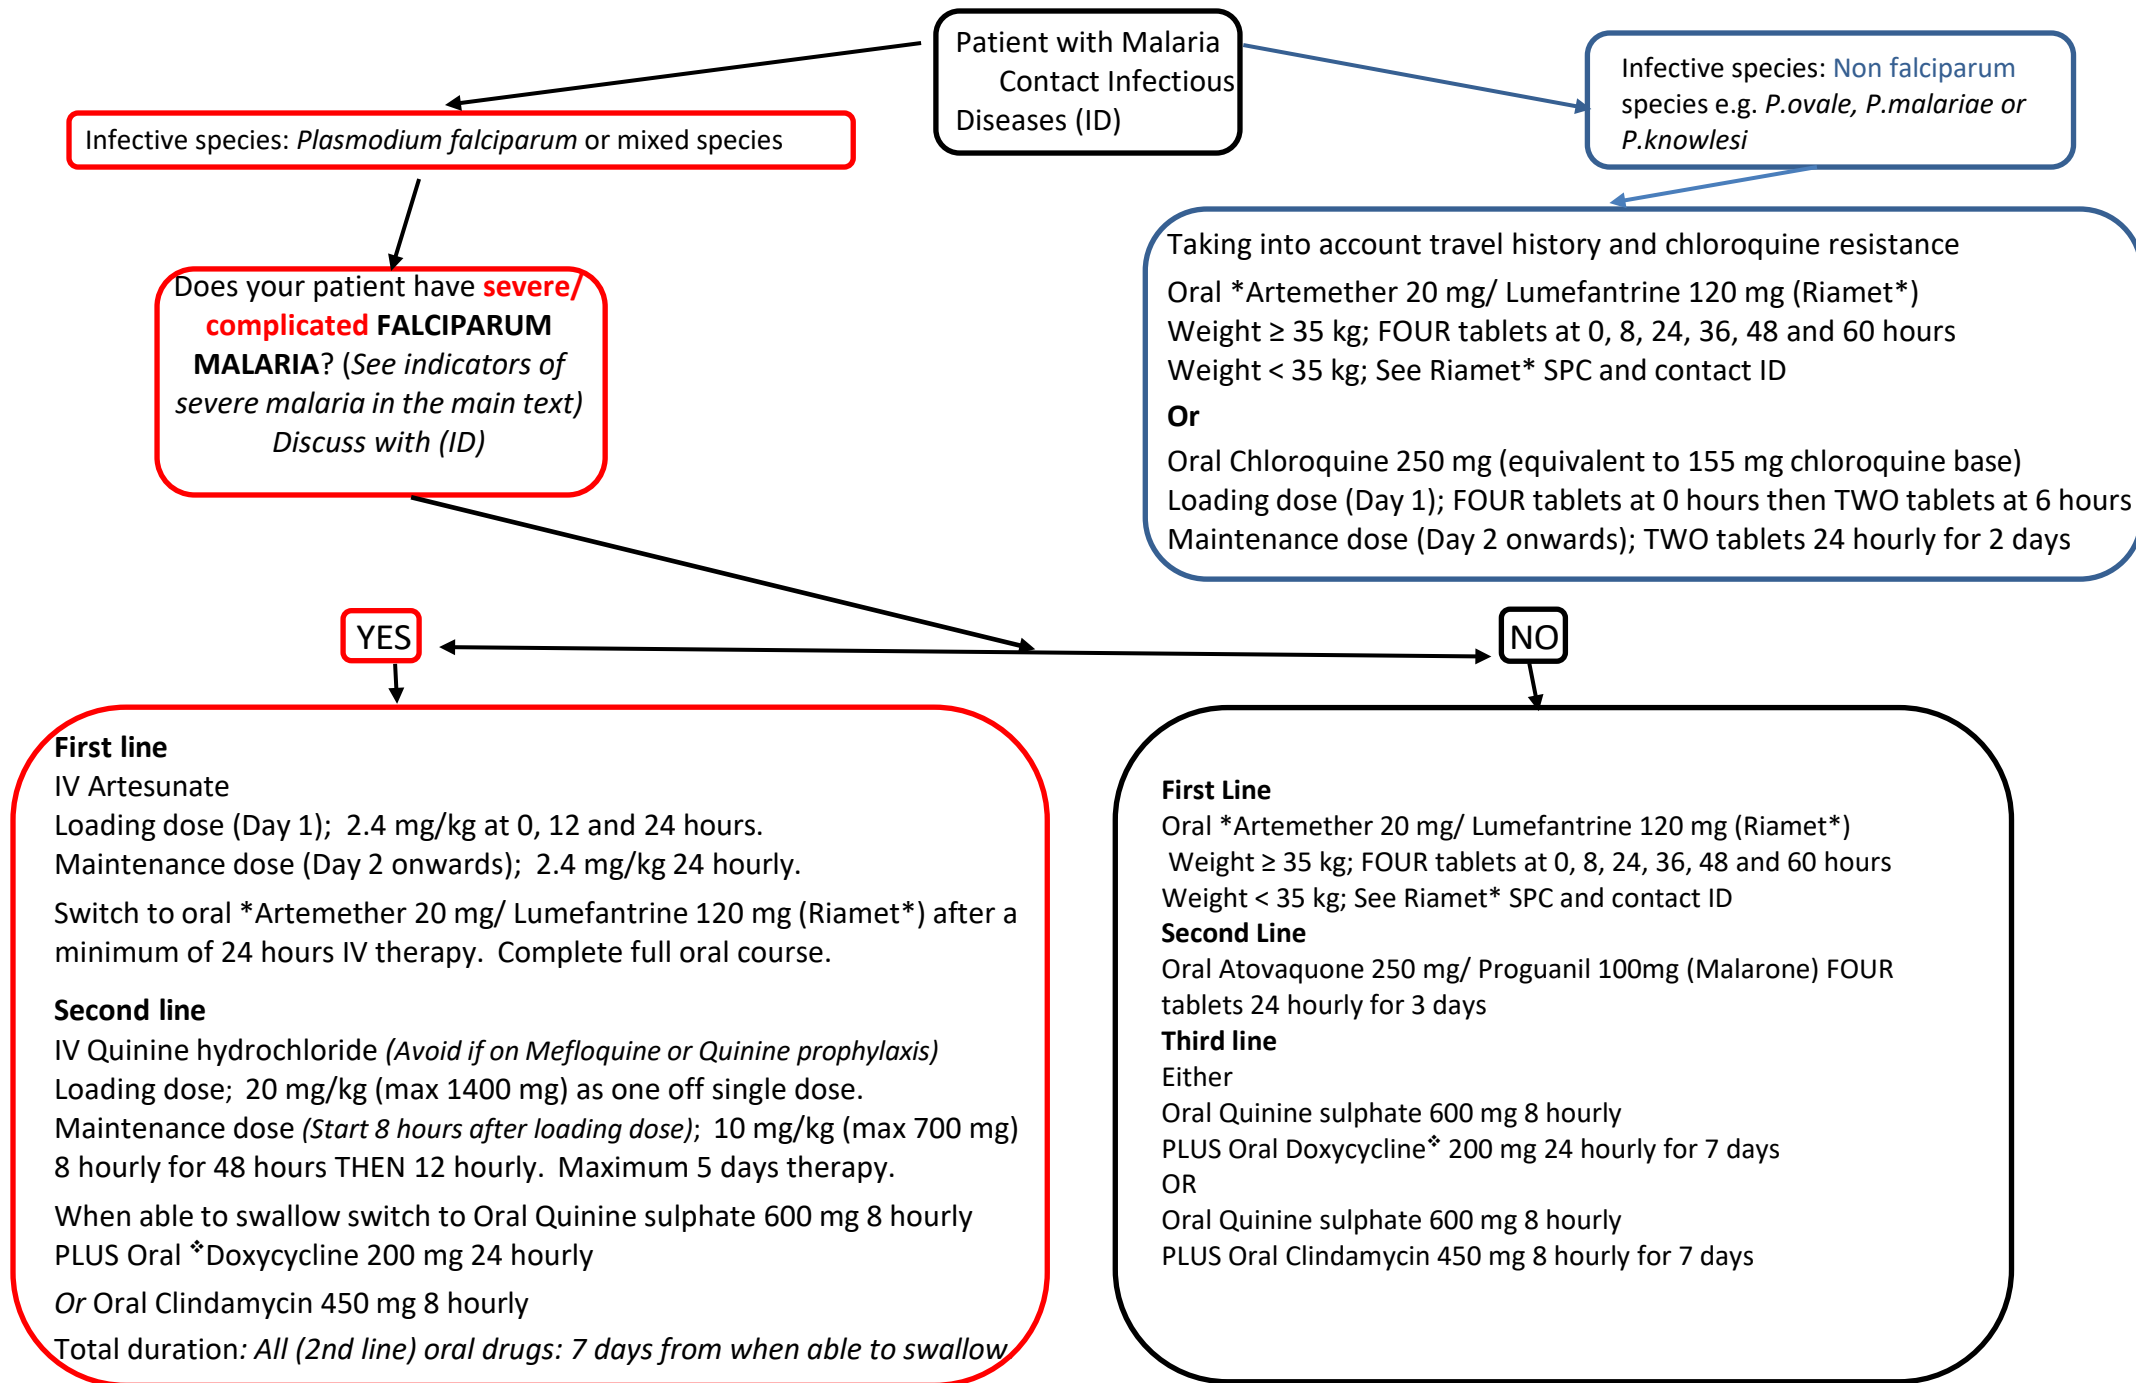 Patient with Malaria
Contact Infectious
Diseases (ID)
Infective species: Plasmodium falciparum or mixed species
Infective species: Non falciparum
species e.g. P.ovale, P.malariae or
P.knowlesi
Does your patient have severe/
complicated FALCIPARUM
MALARIA? (See indicators of
severe malaria in the main text)
Discuss with (ID)
Taking into account travel history and chloroquine resistance
Oral *Artemether 20 mg/ Lumefantrine 120 mg (Riamet*)
Weight ≥ 35 kg; FOUR tablets at 0, 8, 24, 36, 48 and 60 hours
Weight < 35 kg; See Riamet* SPC and contact ID
Or
Oral Chloroquine 250 mg (equivalent to 155 mg chloroquine base)
Loading dose (Day 1); FOUR tablets at 0 hours then TWO tablets at 6 hours
Maintenance dose (Day 2 onwards); TWO tablets 24 hourly for 2 days
YES
NO
First line
IV Artesunate
Loading dose (Day 1); 2.4 mg/kg at 0, 12 and 24 hours.
Maintenance dose (Day 2 onwards); 2.4 mg/kg 24 hourly.
Switch to oral *Artemether 20 mg/ Lumefantrine 120 mg (Riamet*) after a
minimum of 24 hours IV therapy. Complete full oral course.
Second line
IV Quinine hydrochloride (Avoid if on Mefloquine or Quinine prophylaxis)
Loading dose; 20 mg/kg (max 1400 mg) as one off single dose.
Maintenance dose (Start 8 hours after loading dose); 10 mg/kg (max 700 mg)
8 hourly for 48 hours THEN 12 hourly. Maximum 5 days therapy.
When able to swallow switch to Oral Quinine sulphate 600 mg 8 hourly
PLUS Oral ❖Doxycycline 200 mg 24 hourly
Or Oral Clindamycin 450 mg 8 hourly
Total duration: All (2nd line) oral drugs: 7 days from when able to swallow
First Line
Oral *Artemether 20 mg/ Lumefantrine 120 mg (Riamet*)
Weight ≥ 35 kg; FOUR tablets at 0, 8, 24, 36, 48 and 60 hours
Weight < 35 kg; See Riamet* SPC and contact ID
Second Line
Oral Atovaquone 250 mg/ Proguanil 100mg (Malarone) FOUR
tablets 24 hourly for 3 days
Third line
Either
Oral Quinine sulphate 600 mg 8 hourly
PLUS Oral Doxycycline❖ 200 mg 24 hourly for 7 days
OR
Oral Quinine sulphate 600 mg 8 hourly
PLUS Oral Clindamycin 450 mg 8 hourly for 7 days